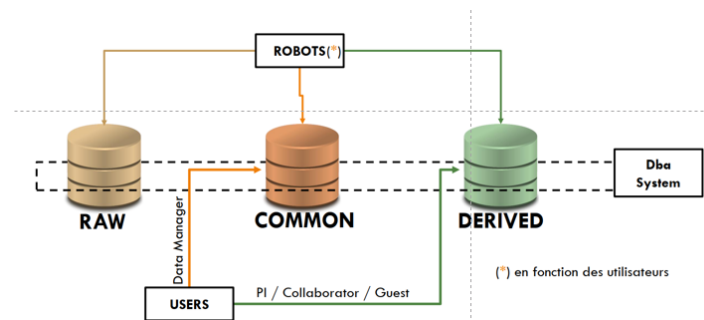 ROBOTS(*)
Dba
System
RAW
COMMON
DERIVED
Data Manager
(*) en fonction des utilisateurs
PI / Collaborator / Guest
USERS